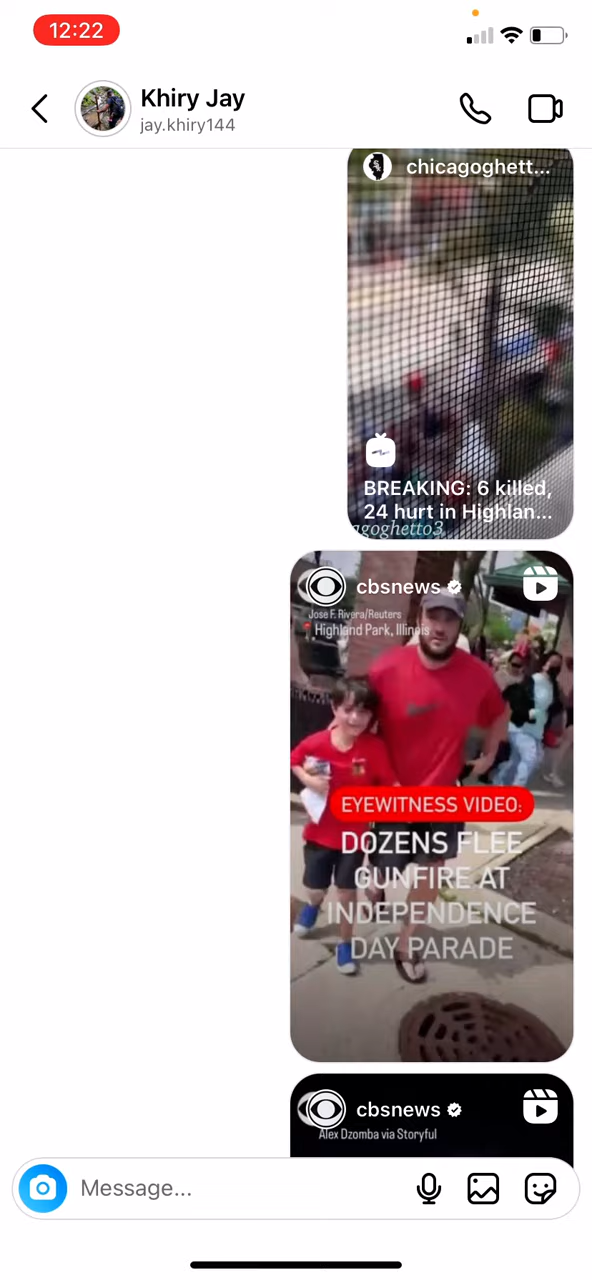 12:22
Khiry Jay
jay.khiry144
chicagoghett...
BREAKING: 6 killed,
24 hurt in Highlan...
agoghetto3
cbsnews
Jose F. Rivera/Reuters
Highland Park, Illinois
EYEWITNESS VIDEO:
DOZENS FLEE
GUNFIRE AT
INDEPENDENCE
DAY PARADE
cbsnews
Alex Dzomba via Storyful
Message...